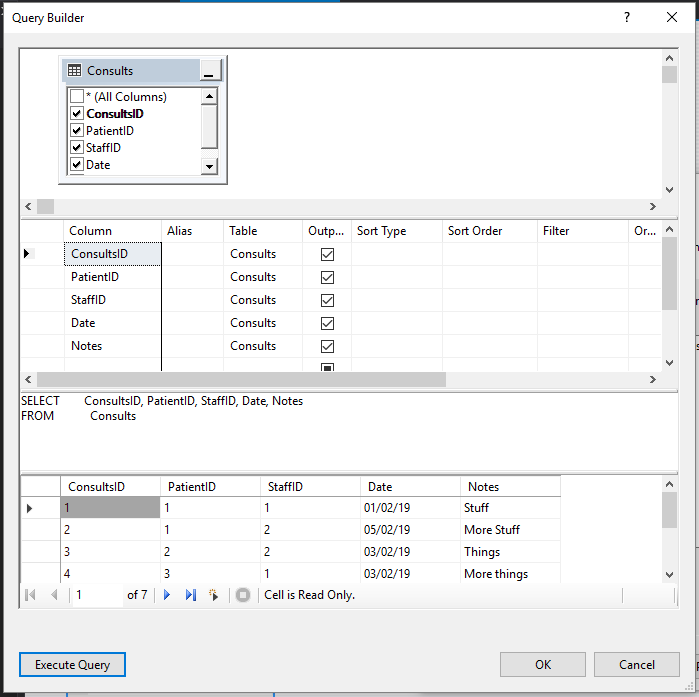 Query Builder ?
Consults
* (All Columns)
ConsultsID
PatientID
StaffID
Date
Column Alias Table Outp... Sort Type Sort Order Filter Or...
ConsultsID Consults
PatientID Consults
StaffID Consults
Date Consults
Notes Consults
SELECT ConsultsID, PatientID, StaffID, Date, Notes
FROM Consults
ConsultsID PatientID StaffID Date Notes
1 1 1 01/02/19 Stuff
2 1 2 05/02/19 More Stuff
3 2 2 03/02/19 Things
4 3 1 03/02/19 More things
1 of 7 Cell is Read Only.
Execute Query OK Cancel